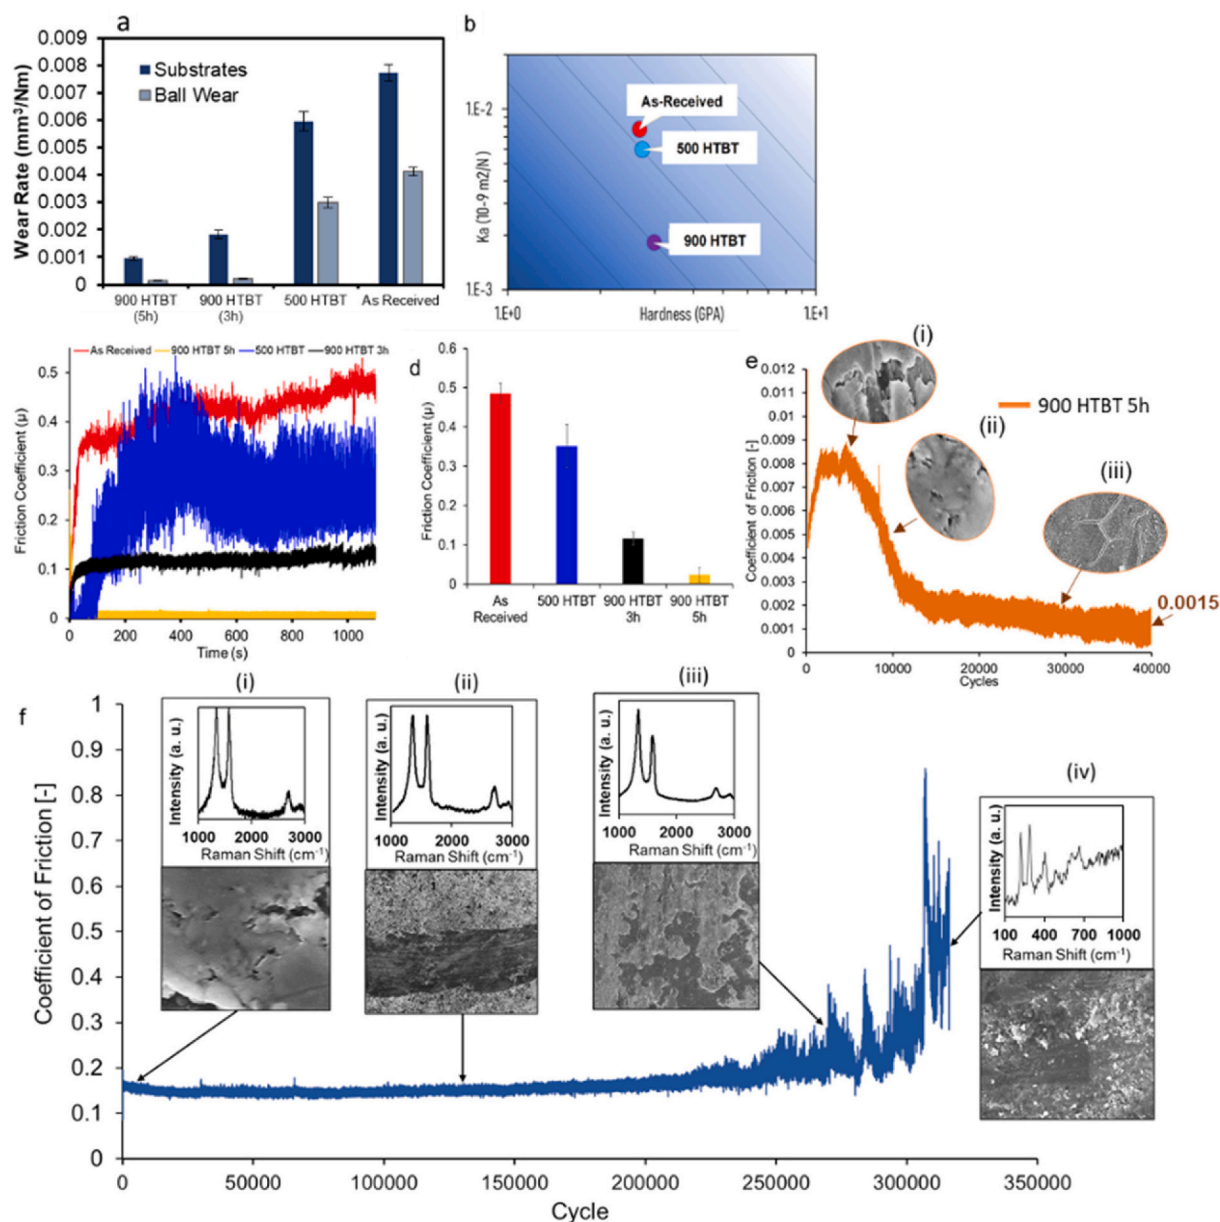 a
0.009
0.008
0.007
0.006
0.005
0.004
0.003
0.002
0.001
0
Wear Rate (mm³/Nm)
Substrates
Ball Wear
900 HTBT
(5h)
900 HTBT
(3h)
500 HTBT
As Received
b
1.E-2
1.E-3
Ka (10-9 m2/N)
As-Received
500 HTBT
900 HTBT
1.E+0
Hardness (GPA)
1.E+1
As Received
900 HTBT 5h
500 HTBT
900 HTBT 3h
0.5
0.4
0.3
0.2
0.1
0
Friction Coefficient (μ)
0
200
400
600
800
1000
Time (s)
d
0.6
0.5
0.4
0.3
0.2
0.1
0
Friction Coefficient (μ)
As
Received
500 HTBT
900 HTBT
3h
900 HTBT
5h
e
0.012
0.011
0.01
0.009
0.008
0.007
0.006
0.005
0.004
0.003
0.002
0.001
0
Coefficient of Friction [-]
(i)
900 HTBT 5h
(ii)
(iii)
0.0015
0
10000
20000
30000
40000
Cycles
f
1
0.9
0.8
0.7
0.6
0.5
0.4
0.3
0.2
0.1
0
Coefficient of Friction [-]
(i)
Intensity (a. u.)
1000
2000
3000
Raman Shift (cm⁻¹)
(ii)
Intensity (a. u.)
1000
2000
3000
Raman Shift (cm⁻¹)
(iii)
Intensity (a. u.)
1000
2000
3000
Raman Shift (cm⁻¹)
(iv)
Intensity (a. u.)
100
400
700
1000
Raman Shift (cm⁻¹)
0
50000
100000
150000
200000
250000
300000
350000
Cycle